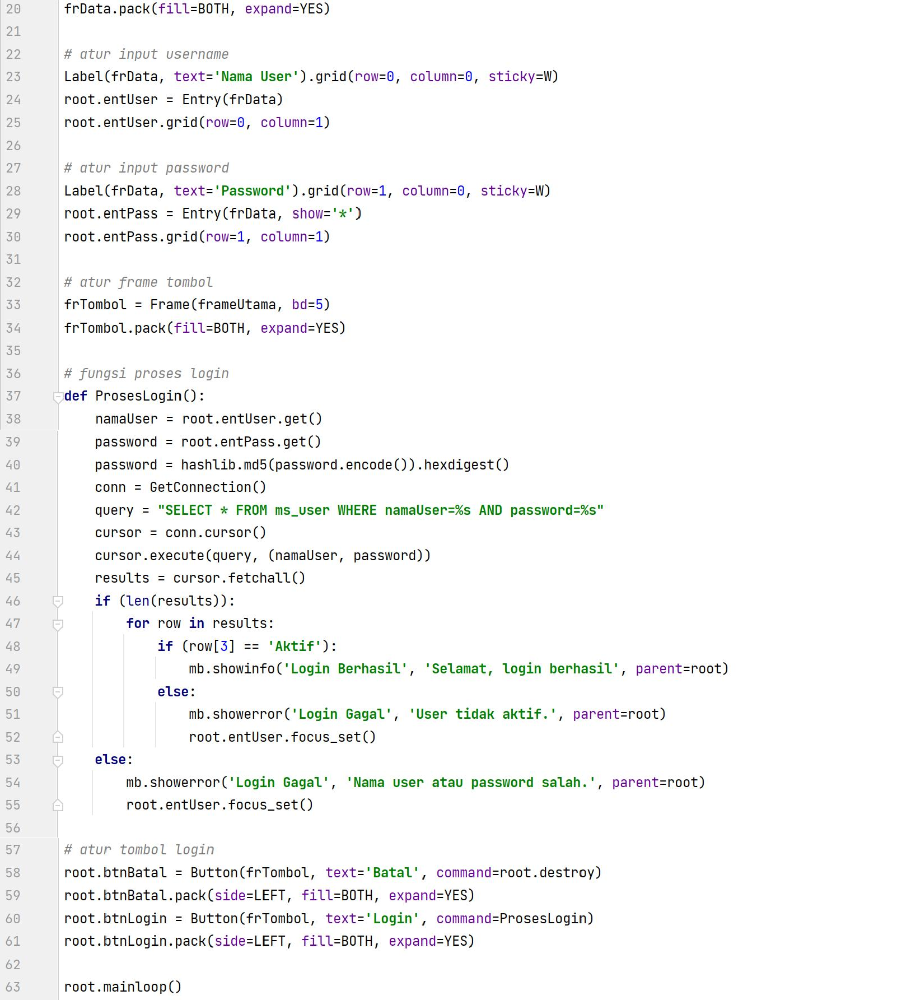 20 frData.pack(fill=BOTH, expand=YES)
21
22 # atur input username
23 Label(frData, text='Nama User').grid(row=0, column=0, sticky=W)
24 root.entUser = Entry(frData)
25 root.entUser.grid(row=0, column=1)
26
27 # atur input password
28 Label(frData, text='Password').grid(row=1, column=0, sticky=W)
29 root.entPass = Entry(frData, show='*')
30 root.entPass.grid(row=1, column=1)
31
32 # atur frame tombol
33 frTombol = Frame(frameUtama, bd=5)
34 frTombol.pack(fill=BOTH, expand=YES)
35
36 # fungsi proses login
37 def ProsesLogin():
38     namaUser = root.entUser.get()
39     password = root.entPass.get()
40     password = hashlib.md5(password.encode()).hexdigest()
41     conn = GetConnection()
42     query = "SELECT * FROM ms_user WHERE namaUser=%s AND password=%s"
43     cursor = conn.cursor()
44     cursor.execute(query, (namaUser, password))
45     results = cursor.fetchall()
46     if (len(results)):
47         for row in results:
48             if (row[3] == 'Aktif'):
49                 mb.showinfo('Login Berhasil', 'Selamat, login berhasil', parent=root)
50             else:
51                 mb.showerror('Login Gagal', 'User tidak aktif.', parent=root)
52                 root.entUser.focus_set()
53     else:
54         mb.showerror('Login Gagal', 'Nama user atau password salah.', parent=root)
55         root.entUser.focus_set()
56
57 # atur tombol login
58 root.btnBatal = Button(frTombol, text='Batal', command=root.destroy)
59 root.btnBatal.pack(side=LEFT, fill=BOTH, expand=YES)
60 root.btnLogin = Button(frTombol, text='Login', command=ProsesLogin)
61 root.btnLogin.pack(side=LEFT, fill=BOTH, expand=YES)
62
63 root.mainloop()